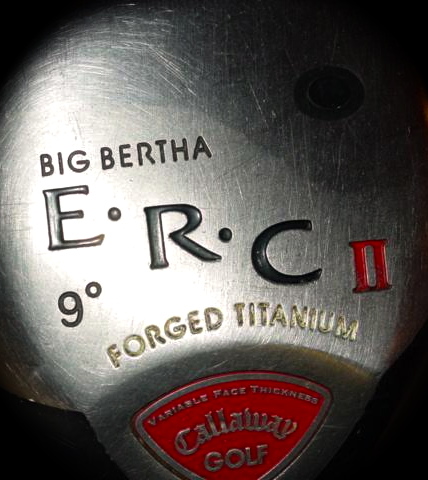 BIG BERTHA
E·R·C II
9°
FORGED TITANIUM
VARIABLE FACE THICKNESS
Callaway
GOLF